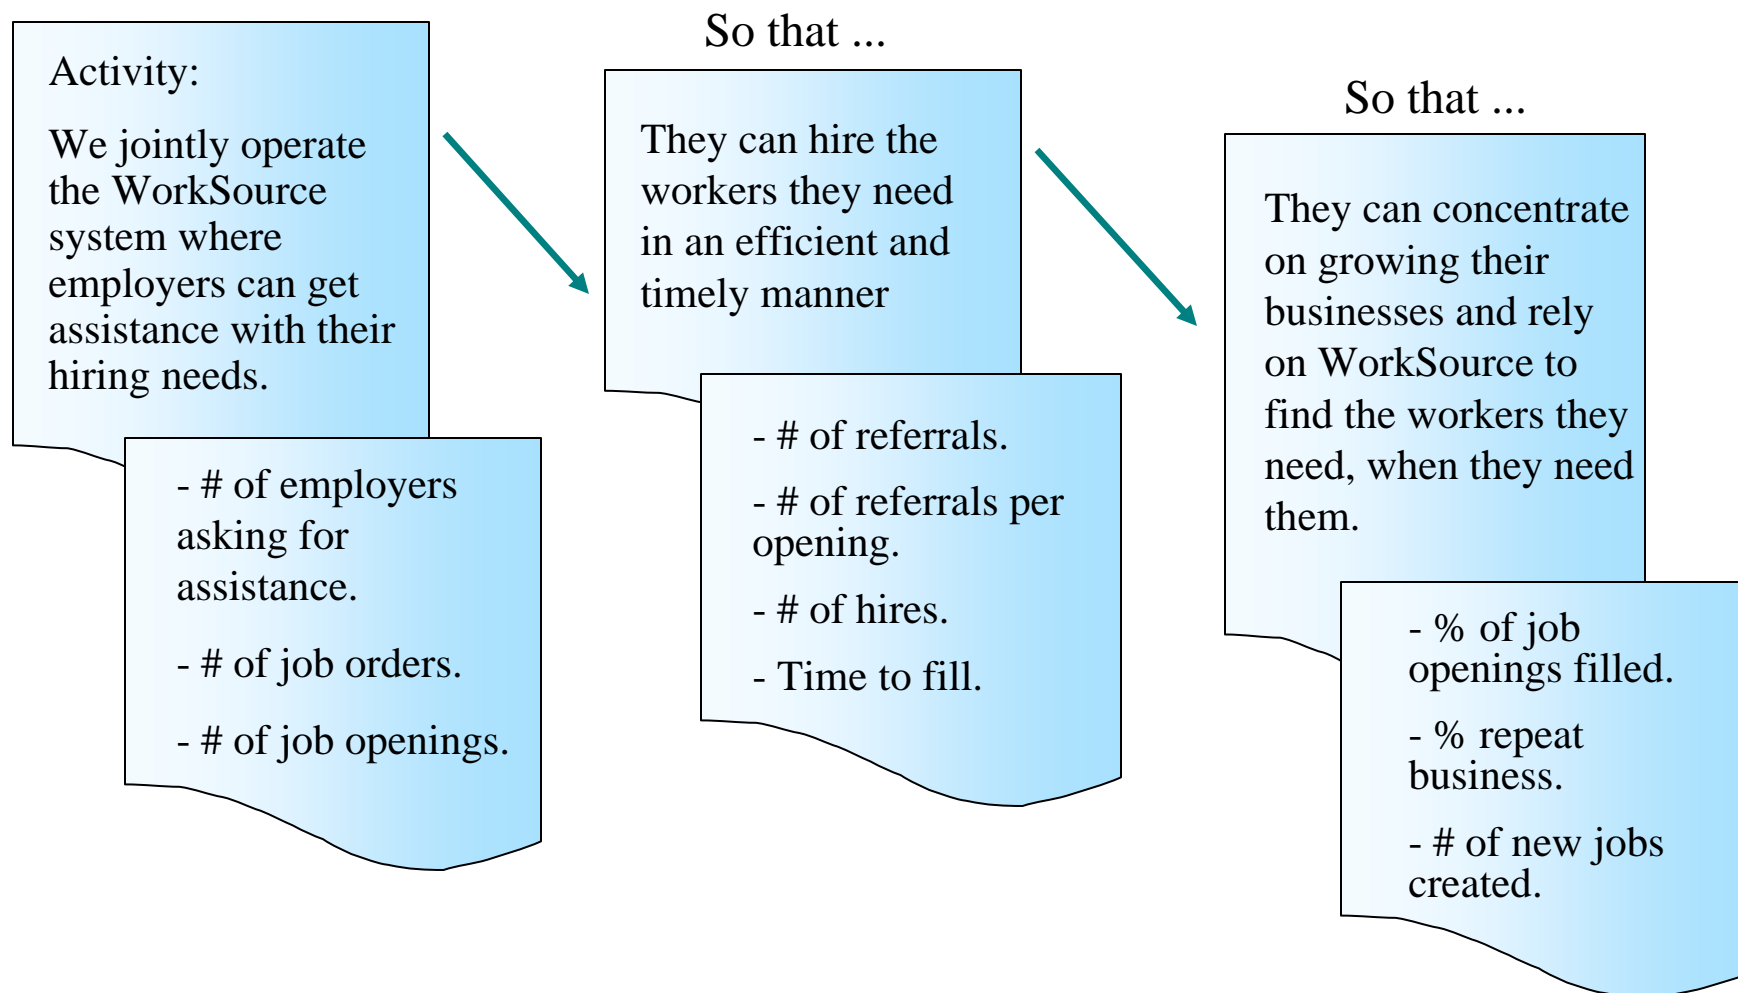 Activity:
We jointly operate
the WorkSource
system where
employers can get
assistance with their
hiring needs.
- # of employers
asking for
assistance.
- # of job orders.
- # of job openings.
So that ...
They can hire the
workers they need
in an efficient and
timely manner
- # of referrals.
- # of referrals per
opening.
- # of hires.
- Time to fill.
So that ...
They can concentrate
on growing their
businesses and rely
on WorkSource to
find the workers they
need, when they need
them.
- % of job
openings filled.
- % repeat
business.
- # of new jobs
created.